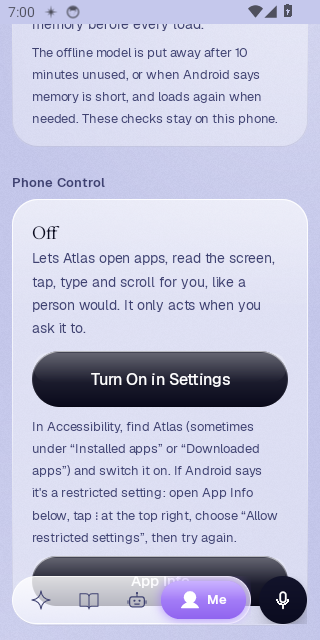 7:00
memory before every load.
The offline model is put away after 10
minutes unused, or when Android says
memory is short, and loads again when
needed. These checks stay on this phone.
Phone Control
Off
Lets Atlas open apps, read the screen,
tap, type and scroll for you, like a
person would. It only acts when you
ask it to.
Turn On in Settings
In Accessibility, find Atlas (sometimes
under “Installed apps” or “Downloaded
apps”) and switch it on. If Android says
it's a restricted setting: open App Info
below, tap ⋮ at the top right, choose “Allow
restricted settings”, then try again.
App Info
Me